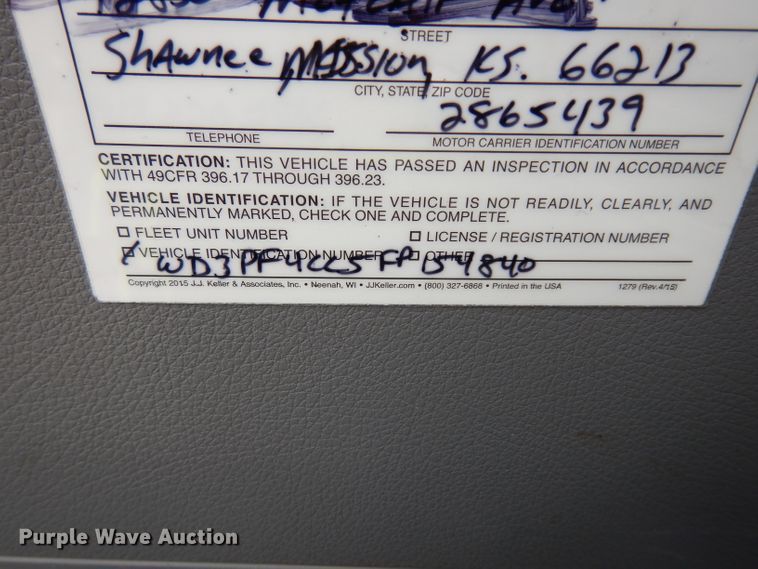 Ave
STREET
Shawnee Mission, KS. 66213
CITY, STATE, ZIP CODE
2865439
TELEPHONE MOTOR CARRIER IDENTIFICATION NUMBER
CERTIFICATION: THIS VEHICLE HAS PASSED AN INSPECTION IN ACCORDANCE
WITH 49CFR 396.17 THROUGH 396.23.
VEHICLE IDENTIFICATION: IF THE VEHICLE IS NOT READILY, CLEARLY, AND
PERMANENTLY MARKED, CHECK ONE AND COMPLETE.
FLEET UNIT NUMBER LICENSE / REGISTRATION NUMBER
VEHICLE IDENTIFICATION NUMBER OTHER
WD3PF4CC5FP154840
Copyright 2015 J.J. Keller & Associates, Inc. • Neenah, WI • JJKeller.com • (800) 327-6868 • Printed in the USA 1279 (Rev. 4/15)
Purple Wave Auction